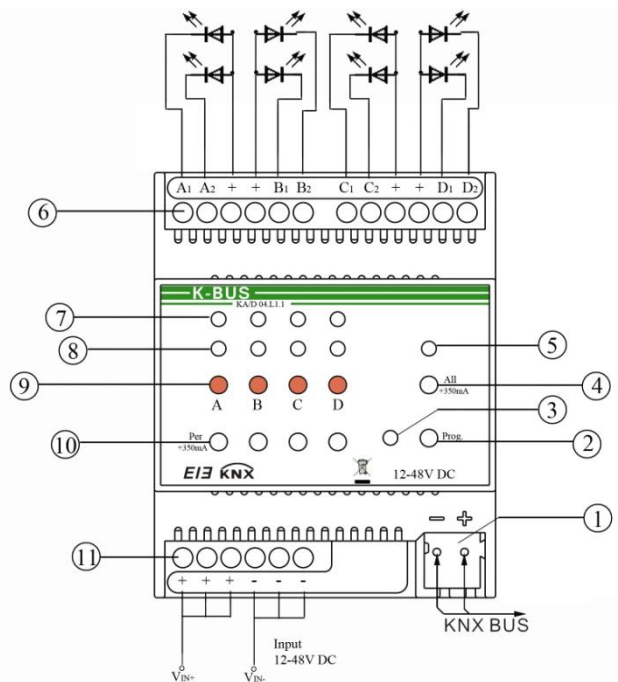 A1 A2 + + B1 B2 C1 C2 + + D1 D2
6
K-BUS
KA/D 04.L1.1
7
8
5
9
All
+350mA
4
A B C D
3
Per
+350mA
10
Prog.
2
EIB KNX
12-48V DC
1
− +
11
+ + + - - -
KNX BUS
Input
12-48V DC
VIN+ VIN-